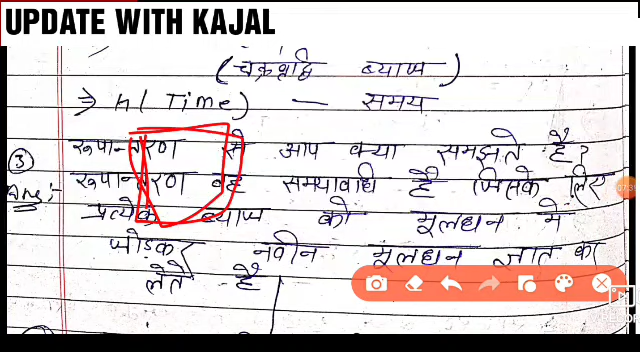 UPDATE WITH KAJAL
(चक्रवृद्धि ब्याज)
⇒ n (Time) — समय
③ रूपान्तरण से आप क्या समझते है?
Ans:- रूपान्तरण वह समयावधि है जिसके लिए
प्रत्येक ब्याज को मूलधन मे
जोड़कर नवीन मूलधन ज्ञात का
लेते है